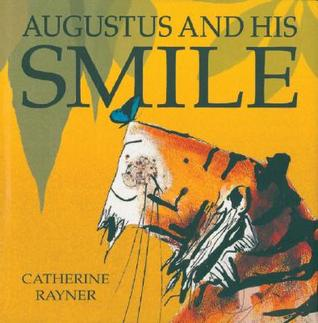 AUGUSTUS AND HIS
SMILE
CATHERINE
RAYNER